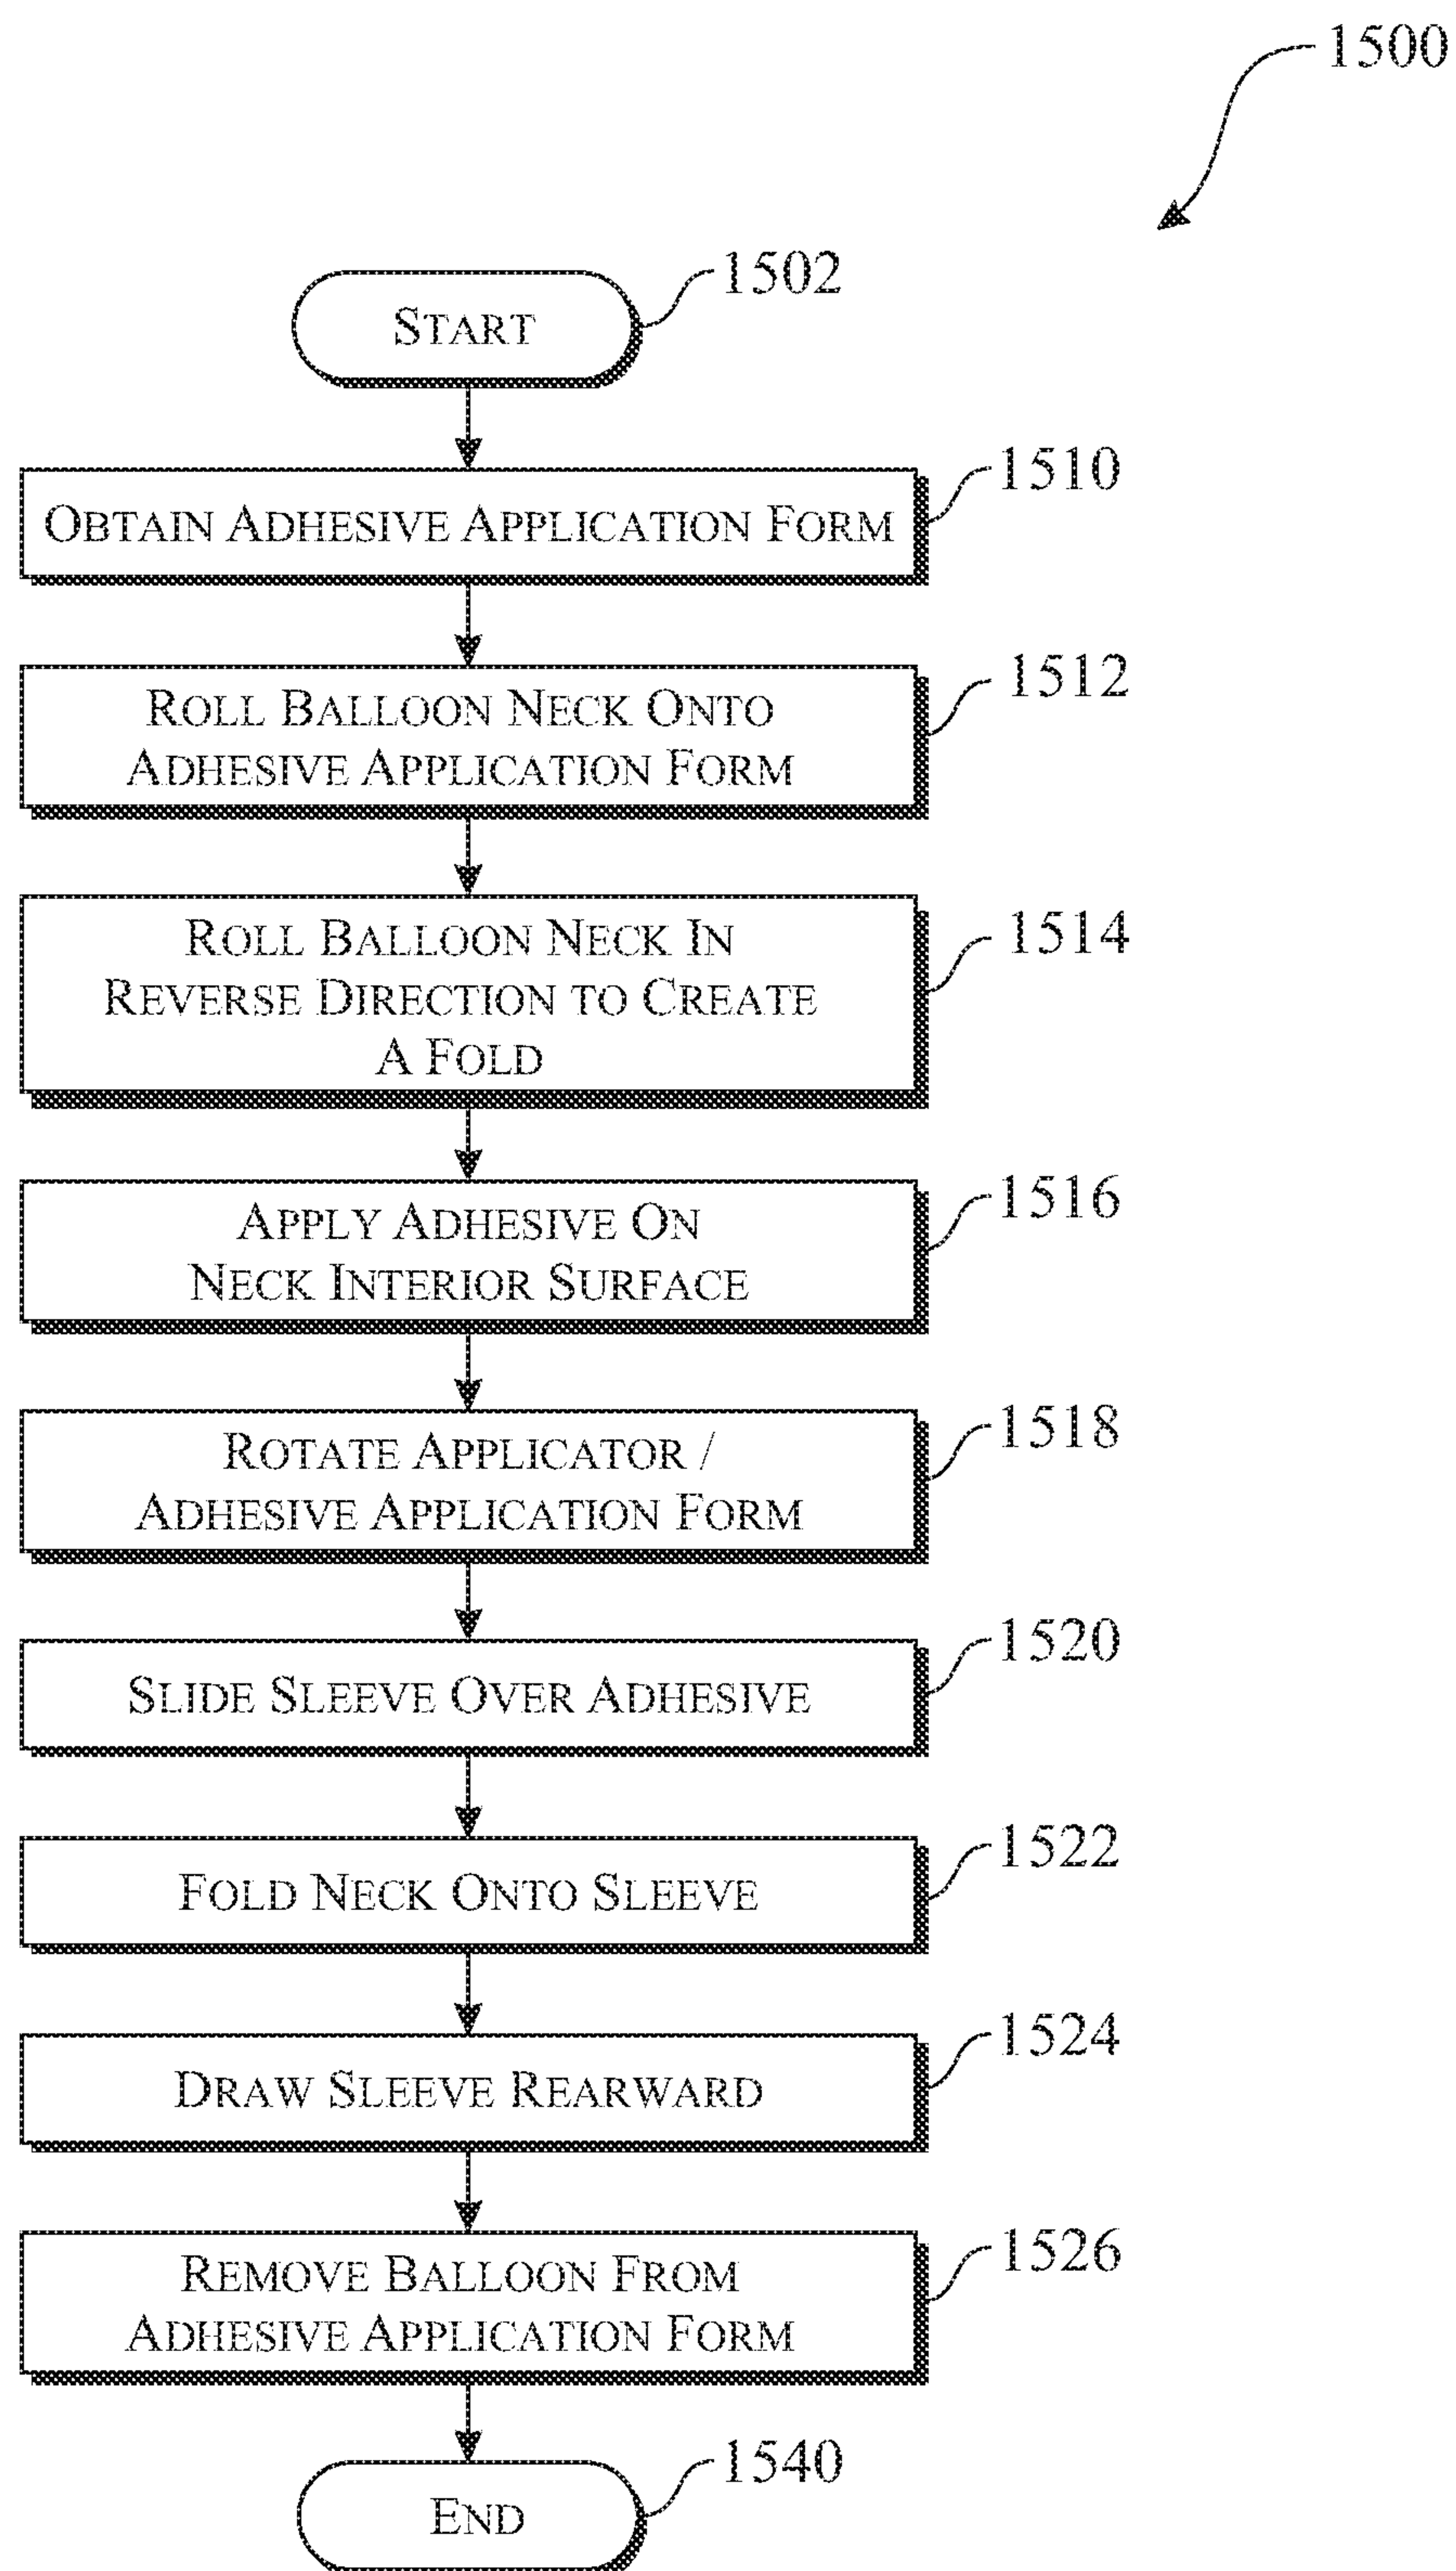 1500
1502
START
1510
OBTAIN ADHESIVE APPLICATION FORM
1512
ROLL BALLOON NECK ONTO
ADHESIVE APPLICATION FORM
1514
ROLL BALLOON NECK IN
REVERSE DIRECTION TO CREATE
A FOLD
1516
APPLY ADHESIVE ON
NECK INTERIOR SURFACE
1518
ROTATE APPLICATOR /
ADHESIVE APPLICATION FORM
1520
SLIDE SLEEVE OVER ADHESIVE
1522
FOLD NECK ONTO SLEEVE
1524
DRAW SLEEVE REARWARD
1526
REMOVE BALLOON FROM
ADHESIVE APPLICATION FORM
1540
END